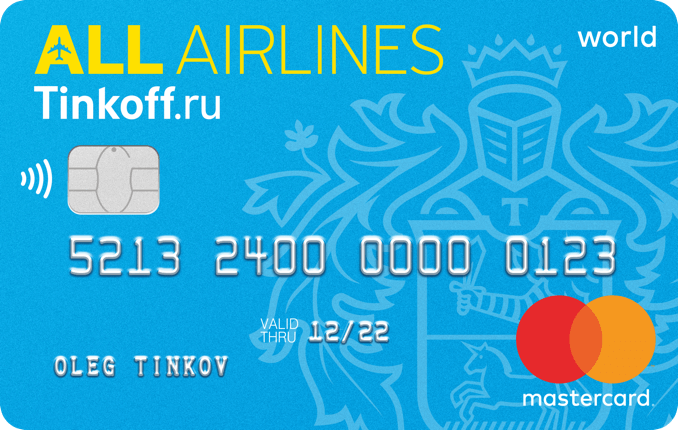 ALL AIRLINES
world
Tinkoff.ru
T
5213 2400 0000 0123
VALID THRU 12/22
OLEG TINKOV
mastercard.